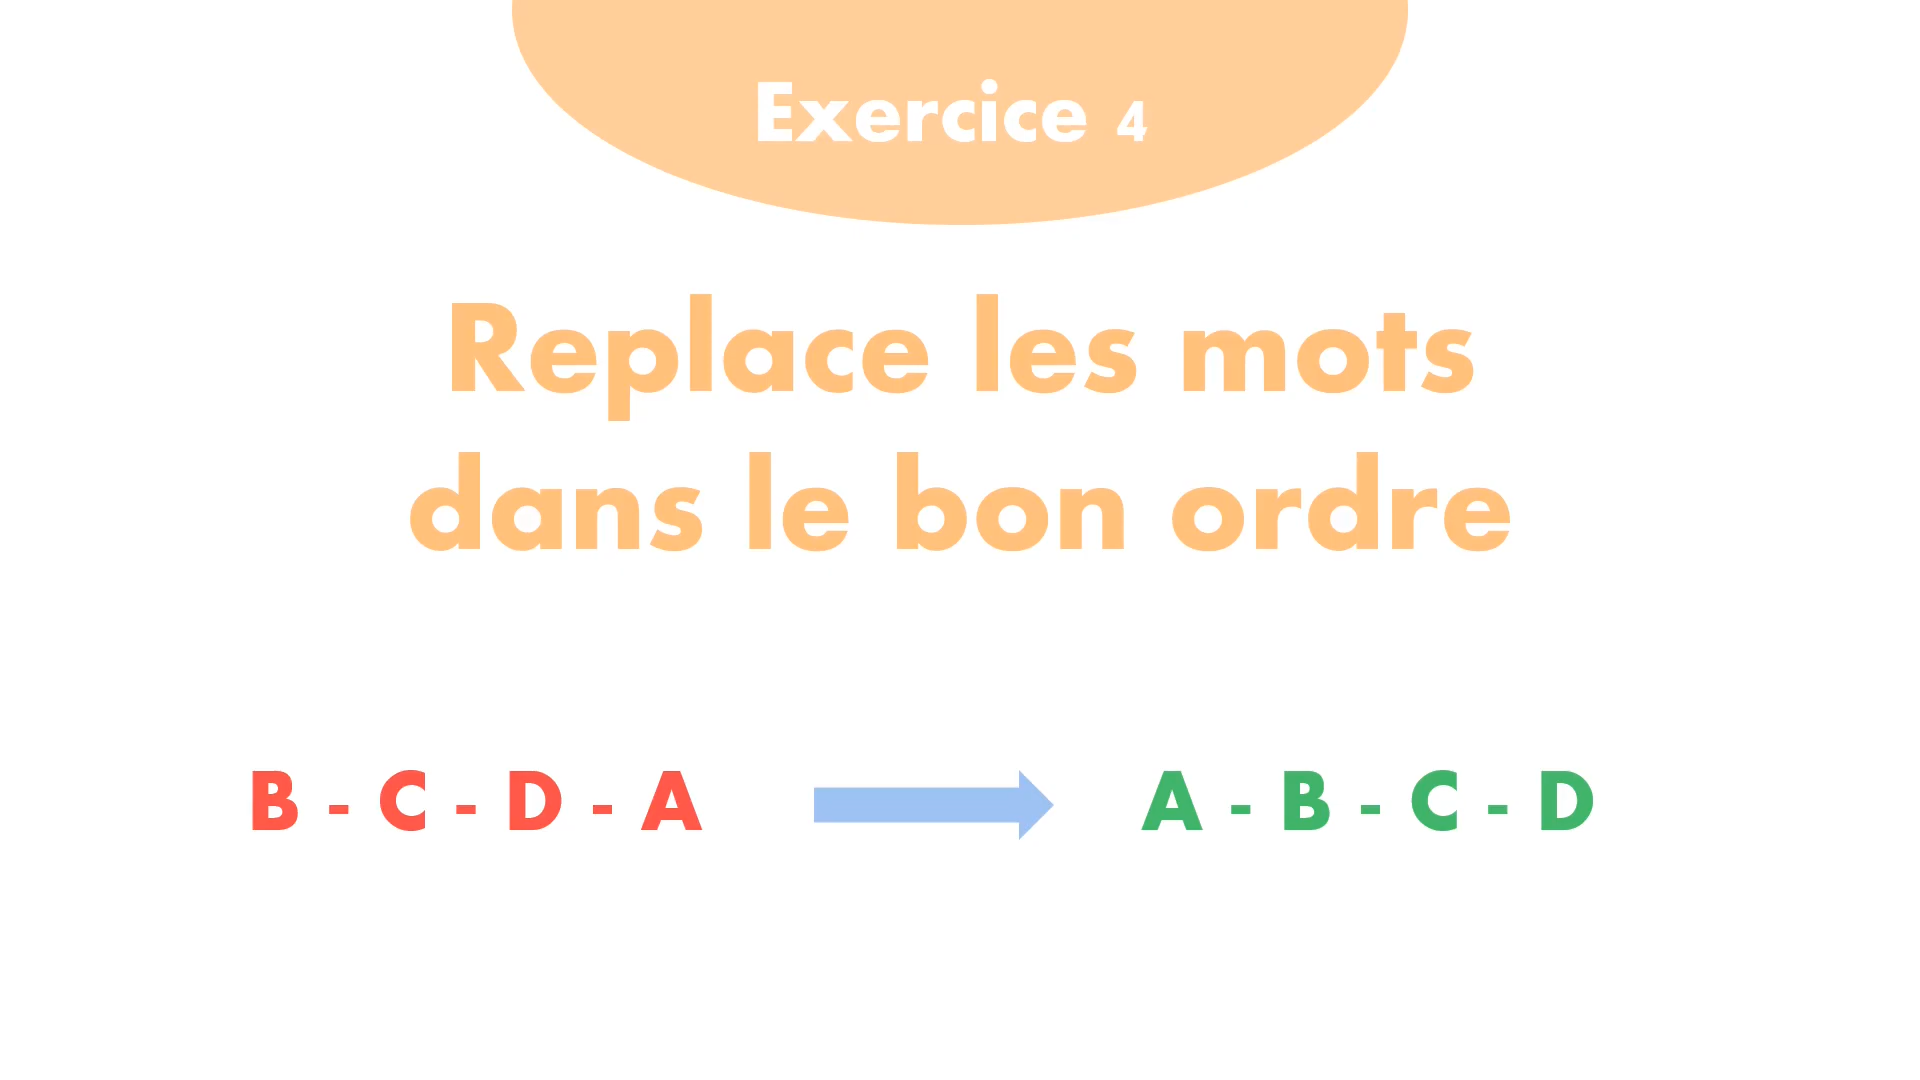 Exercice 4
Replace les mots
dans le bon ordre
B - C - D - A A - B - C - D